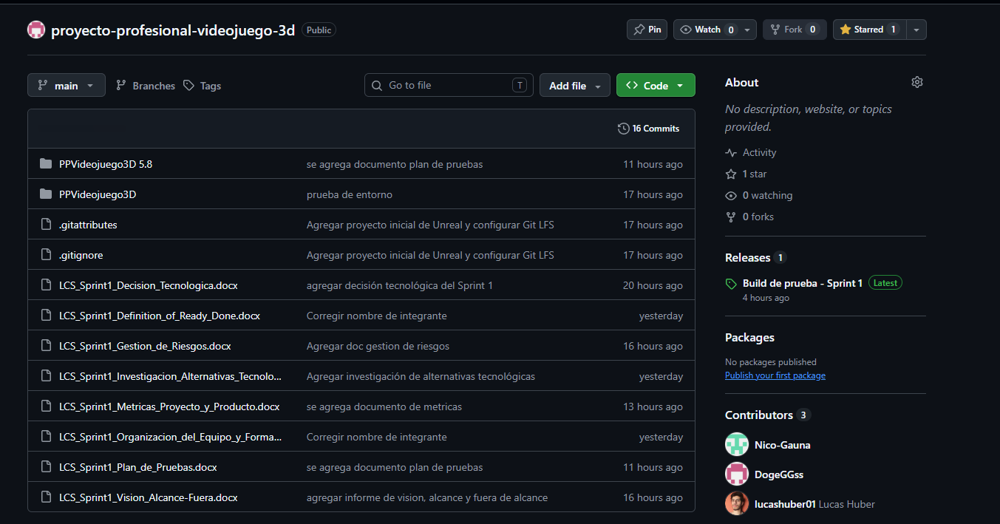 proyecto-profesional-videojuego-3d Public Pin Watch 0 Fork 0 Starred 1
main Branches Tags Go to file T Add file Code
16 Commits
PPVideojuego3D 5.8 se agrega documento plan de pruebas 11 hours ago
PPVideojuego3D prueba de entorno 17 hours ago
.gitattributes Agregar proyecto inicial de Unreal y configurar Git LFS 17 hours ago
.gitignore Agregar proyecto inicial de Unreal y configurar Git LFS 17 hours ago
LCS_Sprint1_Decision_Tecnologica.docx agregar decisión tecnológica del Sprint 1 20 hours ago
LCS_Sprint1_Definition_of_Ready_Done.docx Corregir nombre de integrante yesterday
LCS_Sprint1_Gestion_de_Riesgos.docx Agregar doc gestion de riesgos 16 hours ago
LCS_Sprint1_Investigacion_Alternativas_Tecnolo... Agregar investigación de alternativas tecnológicas yesterday
LCS_Sprint1_Metricas_Proyecto_y_Producto.docx se agrega documento de metricas 13 hours ago
LCS_Sprint1_Organizacion_del_Equipo_y_Forma... Corregir nombre de integrante yesterday
LCS_Sprint1_Plan_de_Pruebas.docx se agrega documento plan de pruebas 11 hours ago
LCS_Sprint1_Vision_Alcance-Fuera.docx agregar informe de vision, alcance y fuera de alcance 16 hours ago
About
No description, website, or topics
provided.
Activity
1 star
0 watching
0 forks
Releases 1
Build de prueba - Sprint 1 Latest
4 hours ago
Packages
No packages published
Publish your first package
Contributors 3
Nico-Gauna
DogeGGss
lucashuber01 Lucas Huber